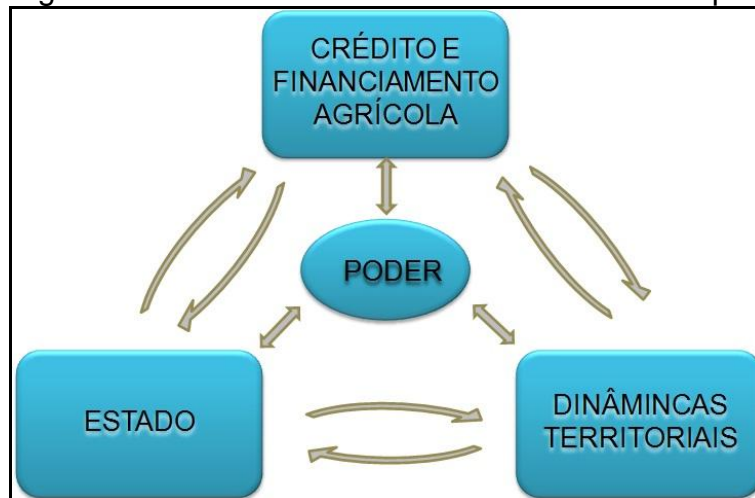 CRÉDITO E
FINANCIAMENTO
AGRÍCOLA
PODER
ESTADO
DINÂMINCAS
TERRITORIAIS